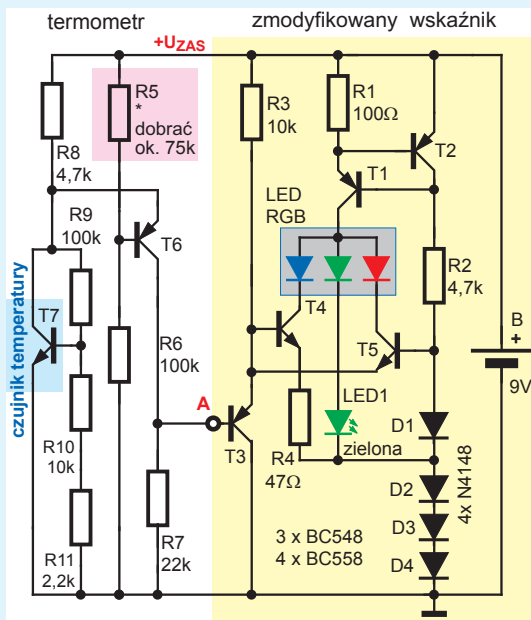 termometr
zmodyfikowany wskaźnik
+UZAS
R8
4,7k
R5
*
dobrać
ok. 75k
R3
10k
R1
100Ω
T2
T1
LED
RGB
R9
100k
T6
R2
4,7k
T4
T7
czujnik temperatury
R6
100k
T5
B
+
9V
A
LED1
zielona
D1
R10
10k
T3
R4
47Ω
D2
D3
D4
4x N4148
R7
22k
3 x BC548
4 x BC558
R11
2,2k